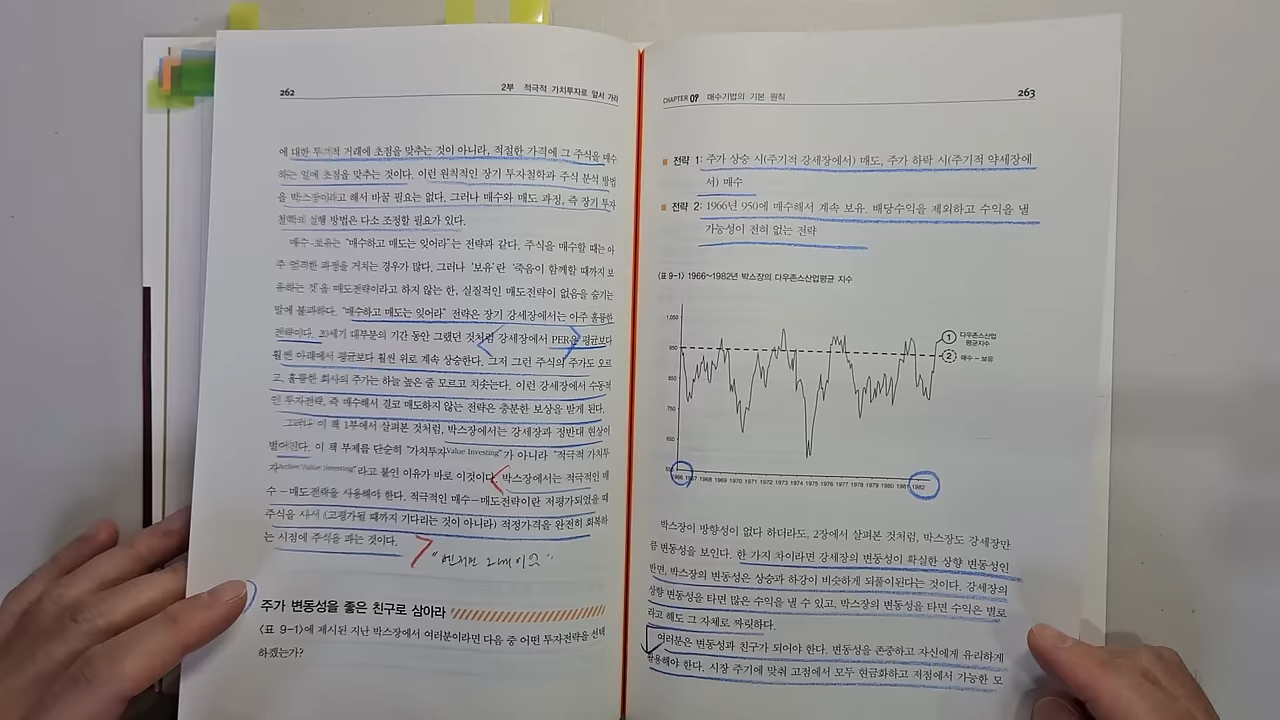 262
2부 적극적 가치투자로 앞서 가라
에 대한 투기적 거래에 초점을 맞추는 것이 아니라, 적절한 가격에 그 주식을 매수
하는 일에 초점을 맞추는 것이다. 이런 원칙적인 장기 투자철학과 주식 분석 방법
을 박스장이라고 해서 바꿀 필요는 없다. 그러나 매수와 매도 과정, 즉 장기 투자
철학의 실행 방법은 다소 조정할 필요가 있다.
매수-보유는 "매수하고 매도는 잊어라"는 전략과 같다. 주식을 매수할 때는 아
주 엄격한 과정을 거치는 경우가 많다. 그러나 '보유'란 '죽음이 함께할 때까지 보
유하는 것'을 매도전략이라고 하지 않는 한, 실질적인 매도전략이 없음을 숨기는
말에 불과하다. "매수하고 매도는 잊어라" 전략은 장기 강세장에서는 아주 훌륭한
전략이다. 20세기 대부분의 기간 동안 그랬던 것처럼 강세장에서 PER은 평균보다
훨씬 아래에서 평균보다 훨씬 위로 계속 상승한다. 그저 그런 주식의 주가도 오르
고, 훌륭한 회사의 주가는 하늘 높은 줄 모르고 치솟는다. 이런 강세장에서 수동적
인 투자전략, 즉 매수해서 결코 매도하지 않는 전략은 충분한 보상을 받게 된다.
그러나 이 책 1부에서 살펴본 것처럼, 박스장에서는 강세장과 정반대 현상이
벌어진다. 이 책 부제를 단순히 "가치투자Value Investing"가 아니라 "적극적 가치투
자Active Value Investing"라고 붙인 이유가 바로 이것이다. 박스장에서는 적극적인 매
수-매도전략을 사용해야 한다. 적극적인 매수-매도전략이란 저평가되었을 때
주식을 사서 (고평가될 때까지 기다리는 것이 아니라) 적정가격을 완전히 회복하
는 시점에 주식을 파는 것이다.
주가 변동성을 좋은 친구로 삼아라
〈표 9-1〉에 제시된 지난 박스장에서 여러분이라면 다음 중 어떤 투자전략을 선택
하겠는가?
CHAPTER 09 매수기법의 기본 원칙
263
전략 1: 주가 상승 시(주기적 강세장에서) 매도, 주가 하락 시(주기적 약세장에
서) 매수
전략 2: 1966년 950에 매수해서 계속 보유. 배당수익을 제외하고 수익을 낼
가능성이 전혀 없는 전략
〈표 9-1〉 1966~1982년 박스장의 다우존스산업평균 지수
1,050
950
850
750
650
1 다우존스산업
평균지수
2 매수-보유
1966 1967 1968 1969 1970 1971 1972 1973 1974 1975 1976 1977 1978 1979 1980 1981 1982
박스장이 방향성이 없다 하더라도, 2장에서 살펴본 것처럼, 박스장도 강세장만
큼 변동성을 보인다. 한 가지 차이라면 강세장의 변동성이 확실한 상향 변동성인
반면, 박스장의 변동성은 상승과 하강이 비슷하게 되풀이된다는 것이다. 강세장의
상향 변동성을 타면 많은 수익을 낼 수 있고, 박스장의 변동성을 타면 수익은 별로
라고 해도 그 자체로 짜릿하다.
여러분은 변동성과 친구가 되어야 한다. 변동성을 존중하고 자신에게 유리하게
활용해야 한다. 시장 주기에 맞춰 고점에서 모두 현금화하고 저점에서 가능한 모